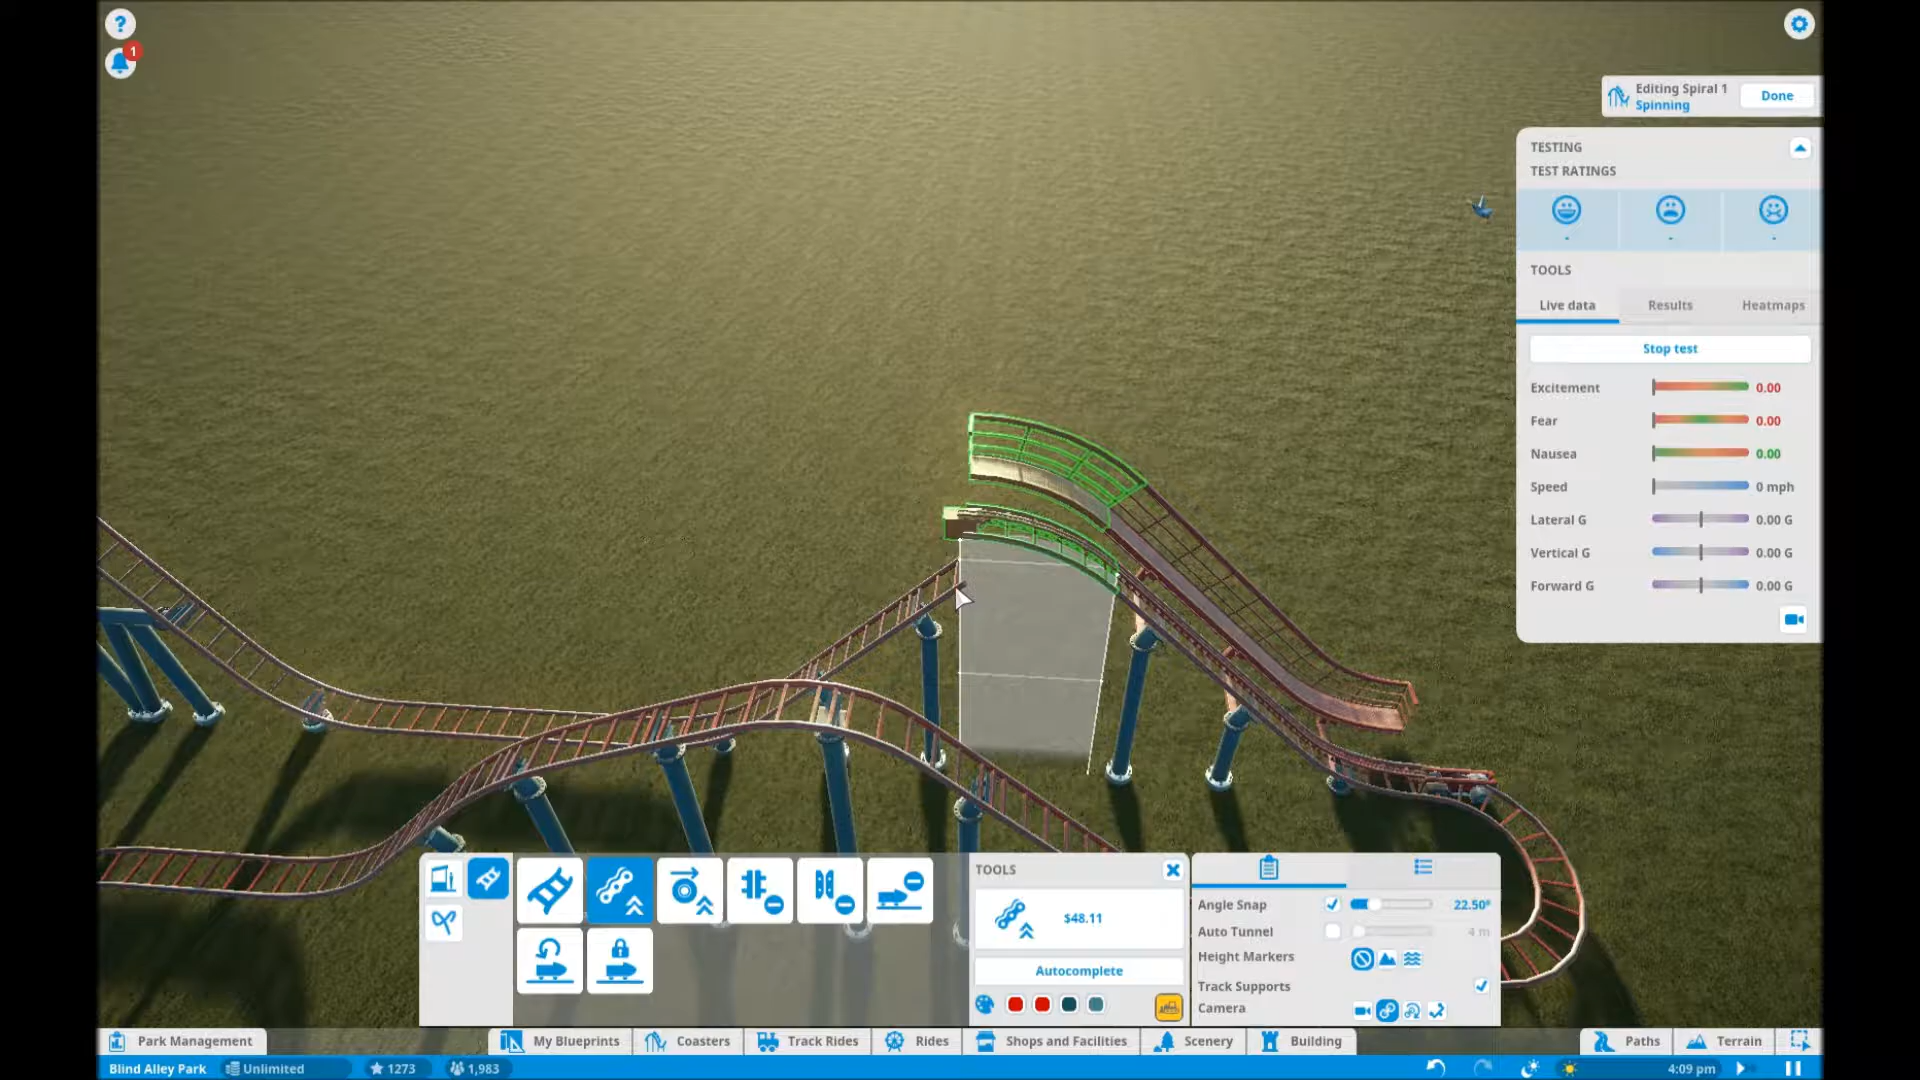 ?
1
Editing Spiral 1
Spinning
Done
TESTING
TEST RATINGS
- - -
TOOLS
Live data Results Heatmaps
Stop test
Excitement 0.00
Fear 0.00
Nausea 0.00
Speed 0 mph
Lateral G 0.00 G
Vertical G 0.00 G
Forward G 0.00 G
TOOLS
$48.11
Autocomplete
Angle Snap 22.50°
Auto Tunnel 4 m
Height Markers
Track Supports
Camera
Park Management My Blueprints Coasters Track Rides Rides Shops and Facilities Scenery Building Paths Terrain
Blind Alley Park Unlimited 1273 1,983 4:09 pm